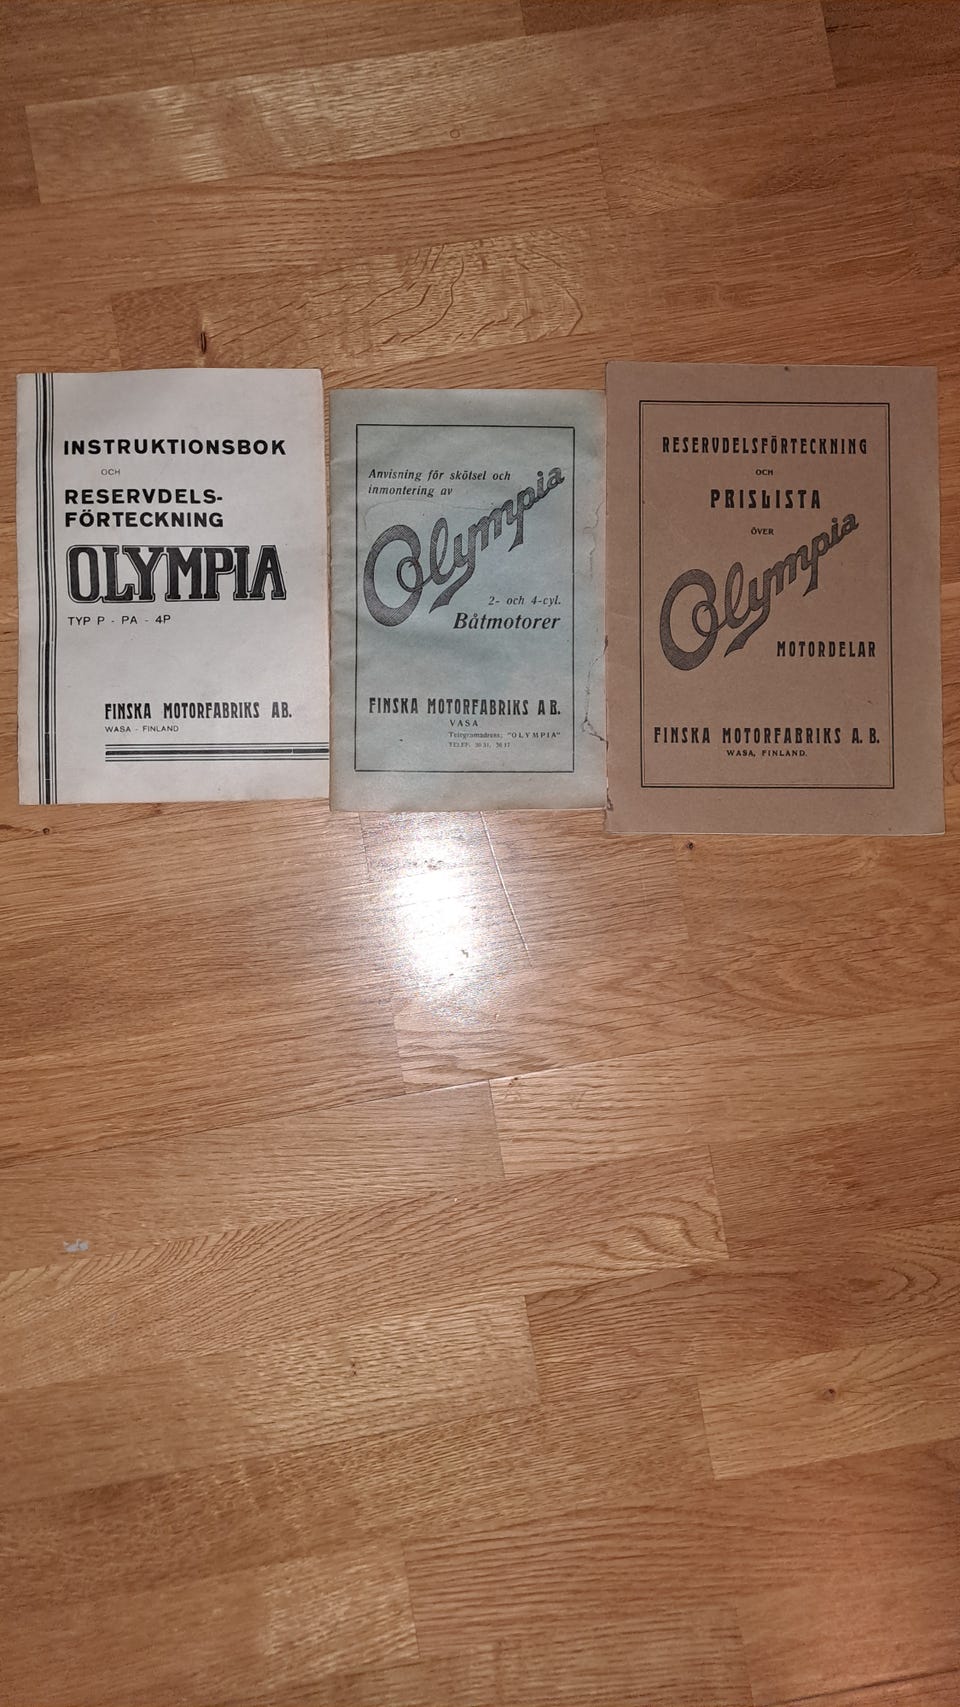 INSTRUKTIONSBOK
OCH
RESERVDELS-
FÖRTECKNING
OLYMPIA
TYP P - PA - 4P
FINSKA MOTORFABRIKS AB.
WASA - FINLAND
Anvisning för skötsel och
inmontering av
Olympia
2- och 4-cyl.
Båtmotorer
FINSKA MOTORFABRIKS A B.
VASA
Telegramadress: "OLYMPIA"
TELEF.
RESERVDELSFÖRTECKNING
OCH
PRISLISTA
ÖVER
Olympia
MOTORDELAR
FINSKA MOTORFABRIKS A. B.
WASA, FINLAND.